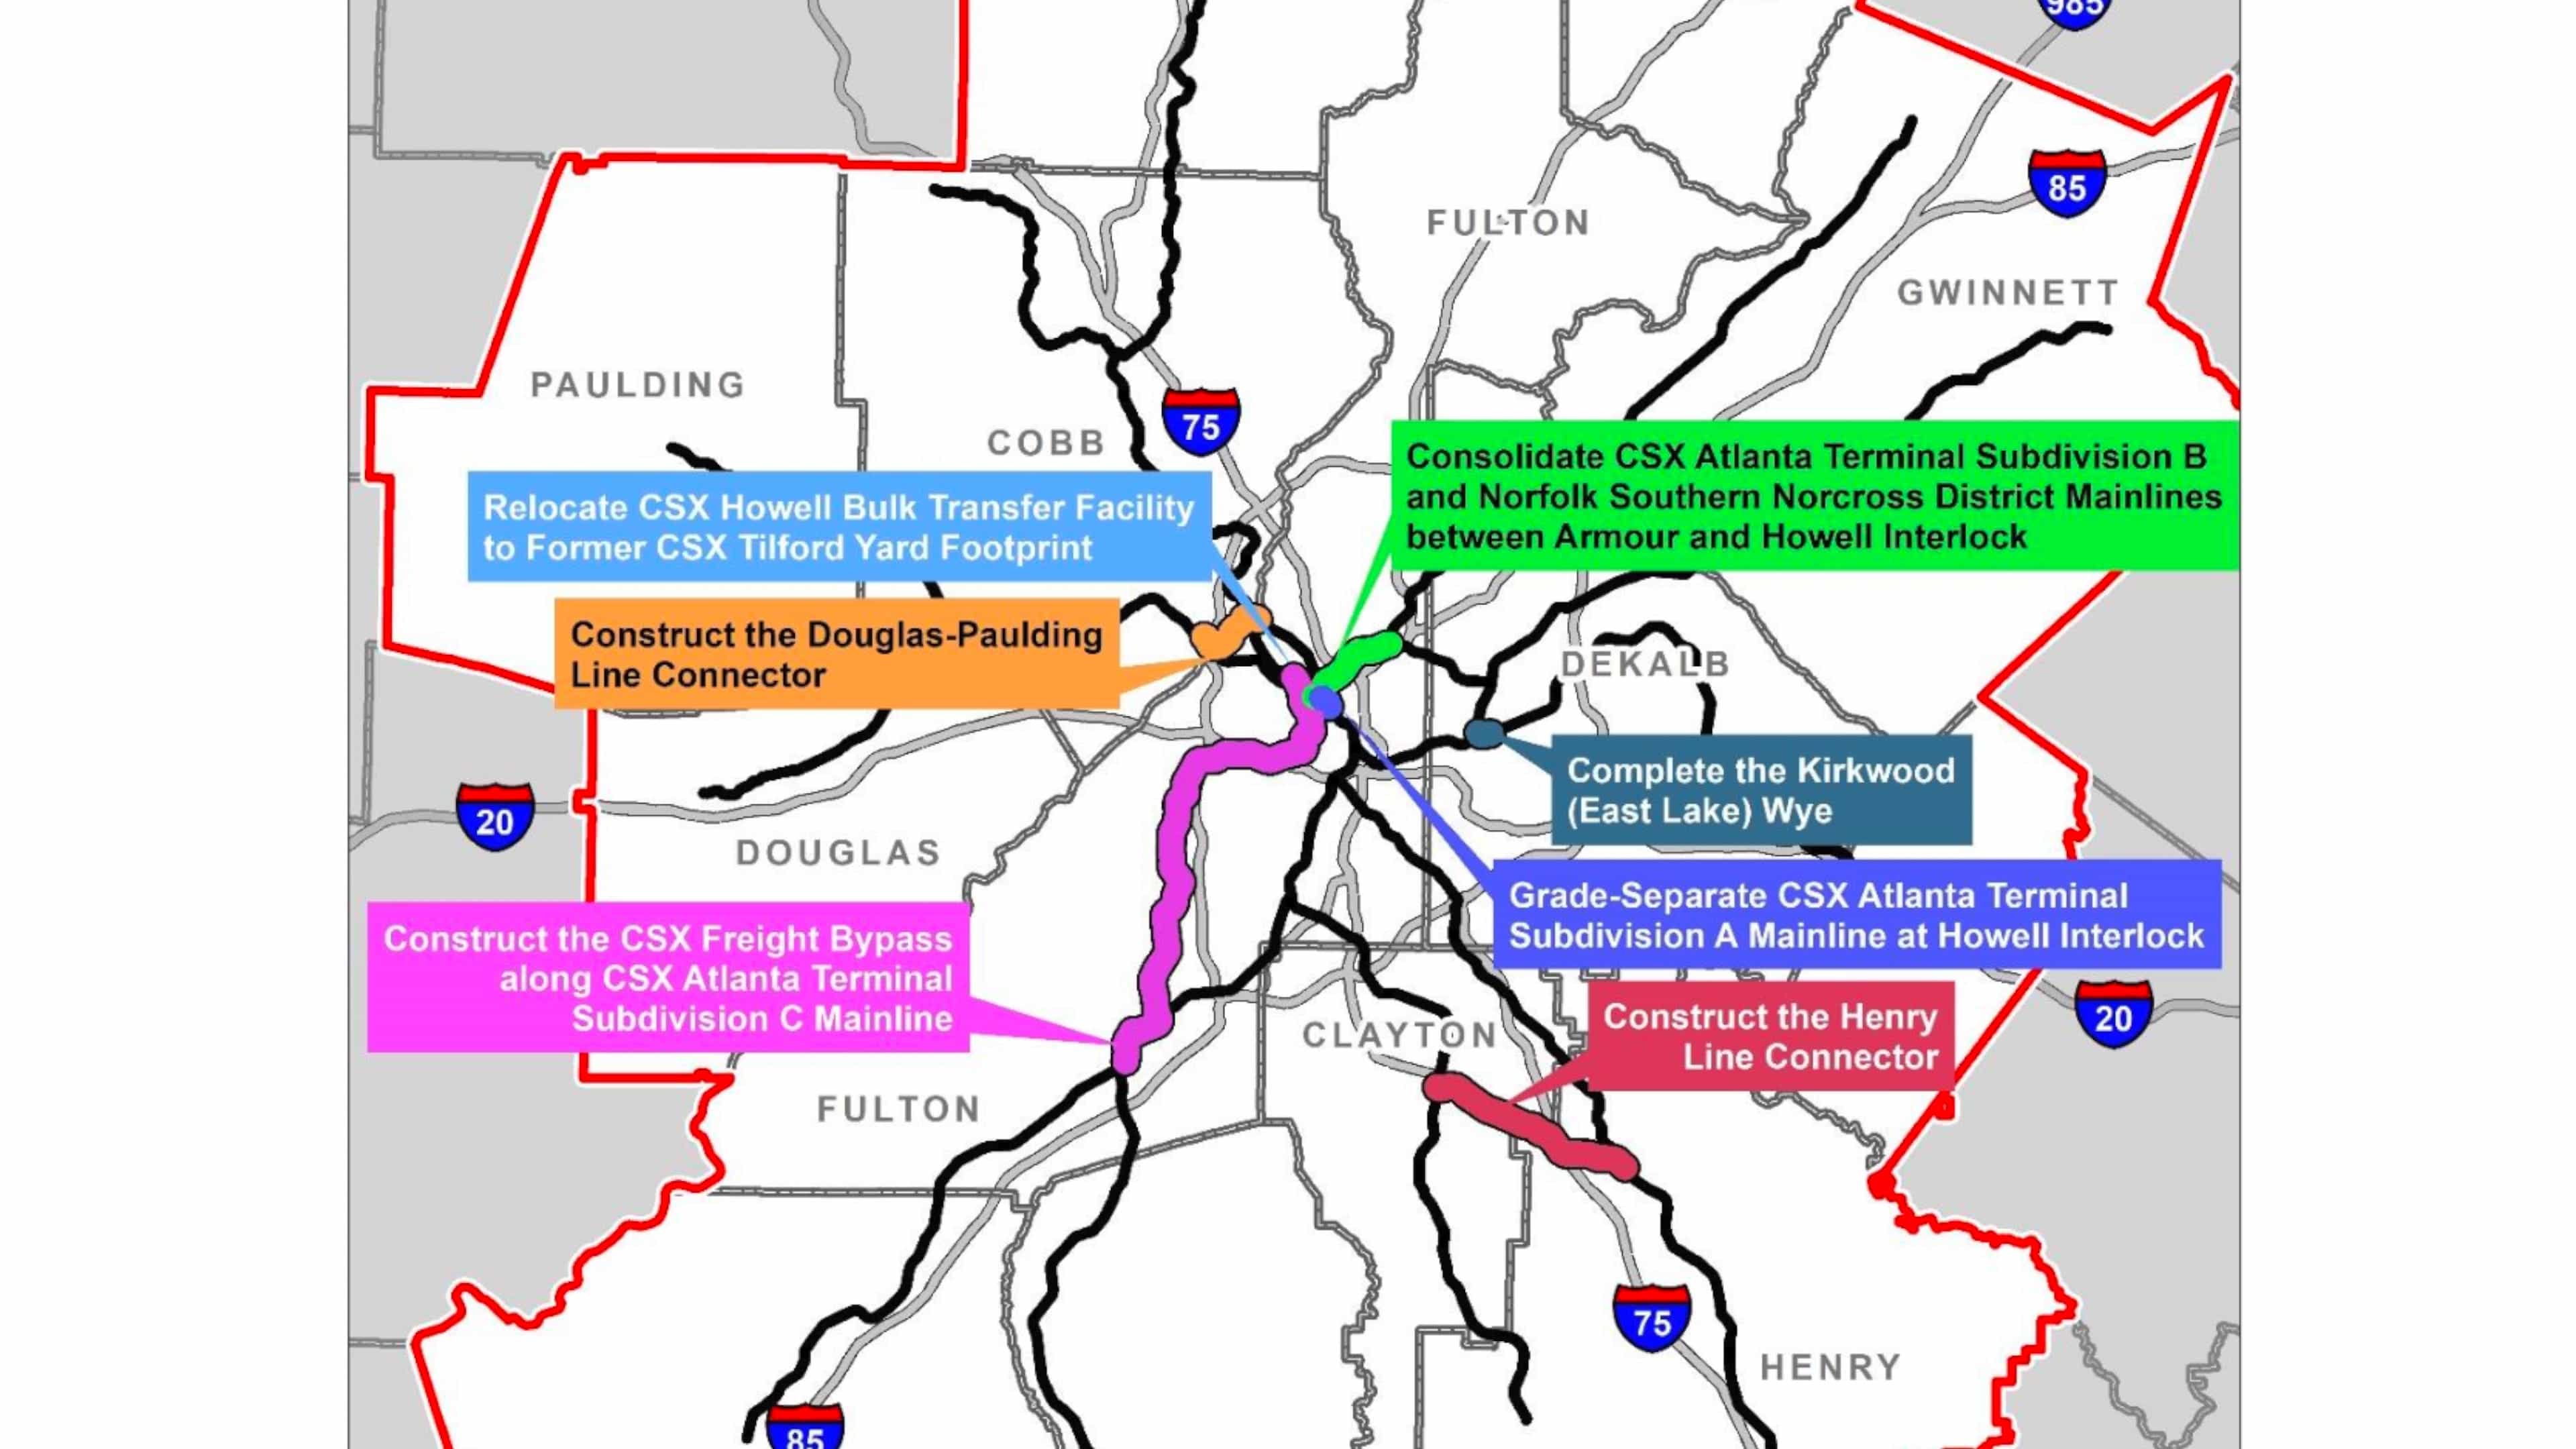 985
85
FULTON
GWINNETT
PAULDING
75
COBB
Consolidate CSX Atlanta Terminal Subdivision B
and Norfolk Southern Norcross District Mainlines
between Armour and Howell Interlock
Relocate CSX Howell Bulk Transfer Facility
to Former CSX Tilford Yard Footprint
Construct the Douglas-Paulding
Line Connector
DEKALB
Complete the Kirkwood
(East Lake) Wye
20
DOUGLAS
Grade-Separate CSX Atlanta Terminal
Subdivision A Mainline at Howell Interlock
Construct the CSX Freight Bypass
along CSX Atlanta Terminal
Subdivision C Mainline
20
Construct the Henry
Line Connector
CLAYTON
FULTON
75
HENRY
85